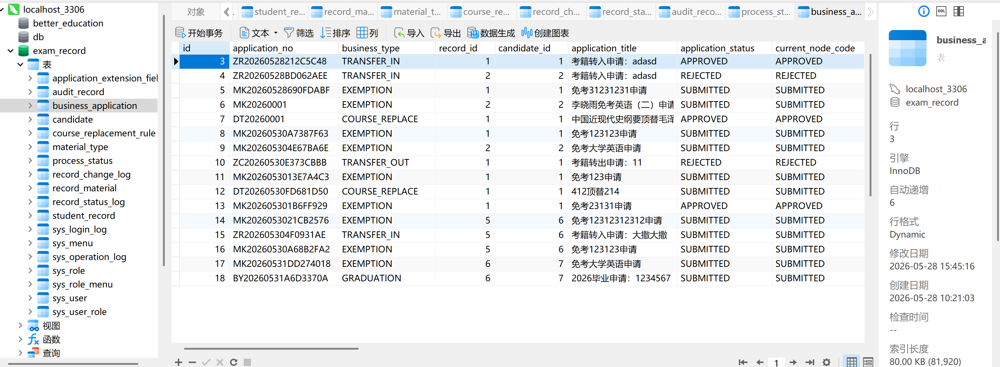 localhost_3306
better_education
db
exam_record
表
application_extension_fiel
audit_record
business_application
candidate
course_replacement_rule
material_type
process_status
record_change_log
record_material
record_status_log
student_record
sys_login_log
sys_menu
sys_operation_log
sys_role
sys_role_menu
sys_user
sys_user_role
视图
函数
查询
对象 . student_re... record_ma... material_t... course_re... record_ch... record_sta... audit_reco... process_st... business_a...
开始事务 文本 筛选 排序 列 导入 导出 数据生成 创建图表
id application_no business_type record_id candidate_id application_title application_status current_node_code
3 ZR20260528212C5C48 TRANSFER_IN 1 1 考籍转入申请：adasd APPROVED APPROVED
4 ZR20260528BD062AEE TRANSFER_IN 2 2 考籍转入申请：adasd REJECTED REJECTED
5 MK20260528690FDABF EXEMPTION 1 1 免考31231231申请 SUBMITTED SUBMITTED
6 MK20260001 EXEMPTION 2 2 李晓雨免考英语（二）申请 SUBMITTED SUBMITTED
7 DT20260001 COURSE_REPLACE 1 1 中国近现代史纲要顶替毛泽 APPROVED APPROVED
8 MK20260530A7387F63 EXEMPTION 1 1 免考123123申请 SUBMITTED SUBMITTED
9 MK202605304E67BA6E EXEMPTION 2 2 免考大学英语申请 SUBMITTED SUBMITTED
10 ZC20260530E373CBBB TRANSFER_OUT 1 1 考籍转出申请：11 REJECTED REJECTED
11 MK2026053013E7A4C3 EXEMPTION 1 1 免考123申请 SUBMITTED SUBMITTED
12 DT20260530FD681D50 COURSE_REPLACE 1 1 412顶替214 SUBMITTED SUBMITTED
13 MK202605301B6FF929 EXEMPTION 1 1 免考23131申请 APPROVED APPROVED
14 MK2026053021CB2576 EXEMPTION 5 6 免考12312312312申请 SUBMITTED SUBMITTED
15 ZR202605304F0931AE TRANSFER_IN 5 6 考籍转入申请：大撒大撒 SUBMITTED SUBMITTED
16 MK20260530A68B2FA2 EXEMPTION 5 6 免考123123申请 SUBMITTED SUBMITTED
17 MK20260531DD274018 EXEMPTION 6 7 免考大学英语申请 SUBMITTED SUBMITTED
18 BY20260531A6D3370A GRADUATION 6 7 2026毕业申请：1234567 SUBMITTED SUBMITTED
1
DDL
business_a
表
localhost_3306
exam_record
行
3
引擎
InnoDB
自动递增
6
行格式
Dynamic
修改日期
2026-05-28 15:45:16
创建日期
2026-05-28 10:21:03
检查时间
--
索引长度
80.00 KB (81,920)